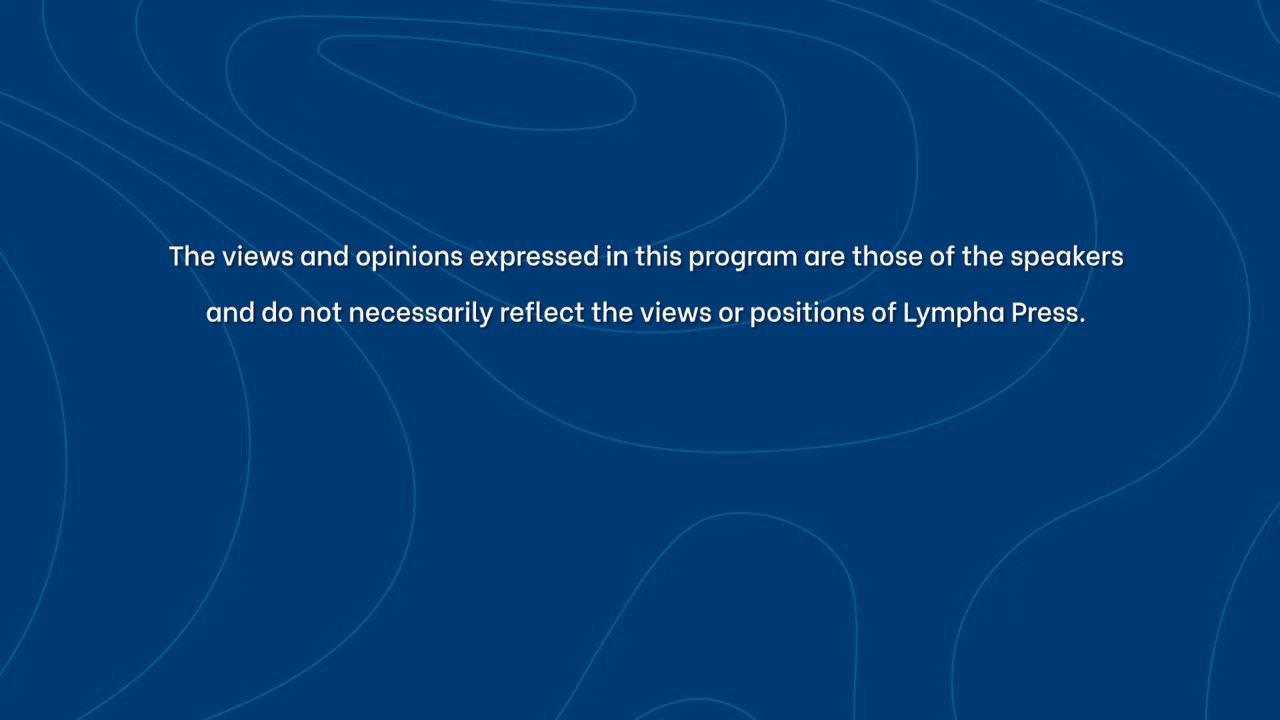 The views and opinions expressed in this program are those of the speakers
and do not necessarily reflect the views or positions of Lympha Press.